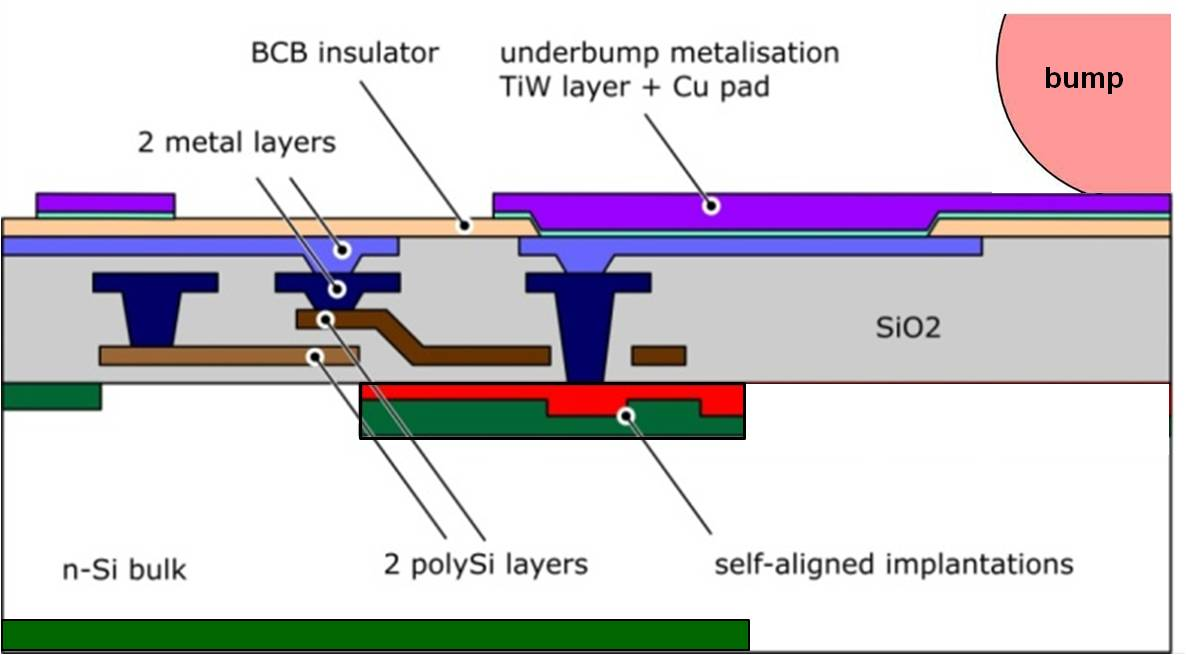 BCB insulator
underbump metalisation
TiW layer + Cu pad
bump
2 metal layers
SiO2
n-Si bulk
2 polySi layers
self-aligned implantations